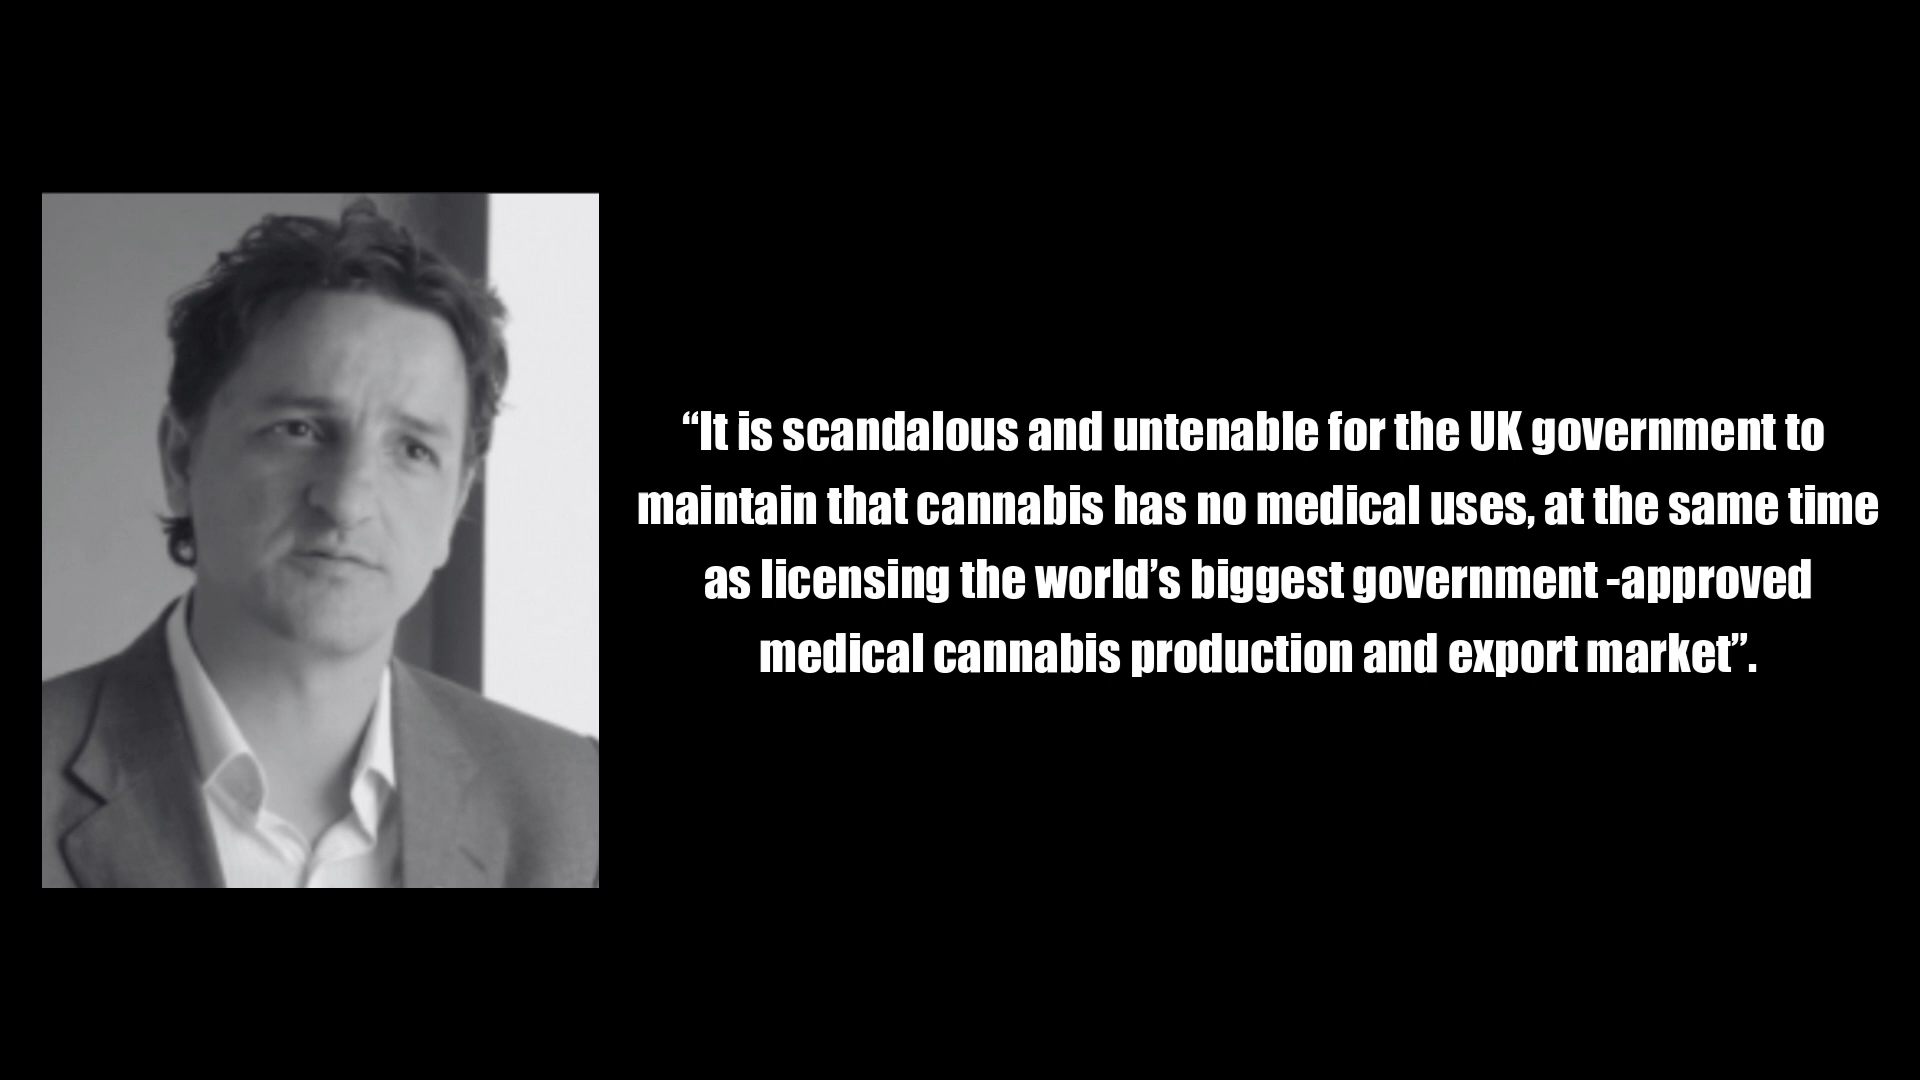 “It is scandalous and untenable for the UK government to
maintain that cannabis has no medical uses, at the same time
as licensing the world’s biggest government -approved
medical cannabis production and export market”.